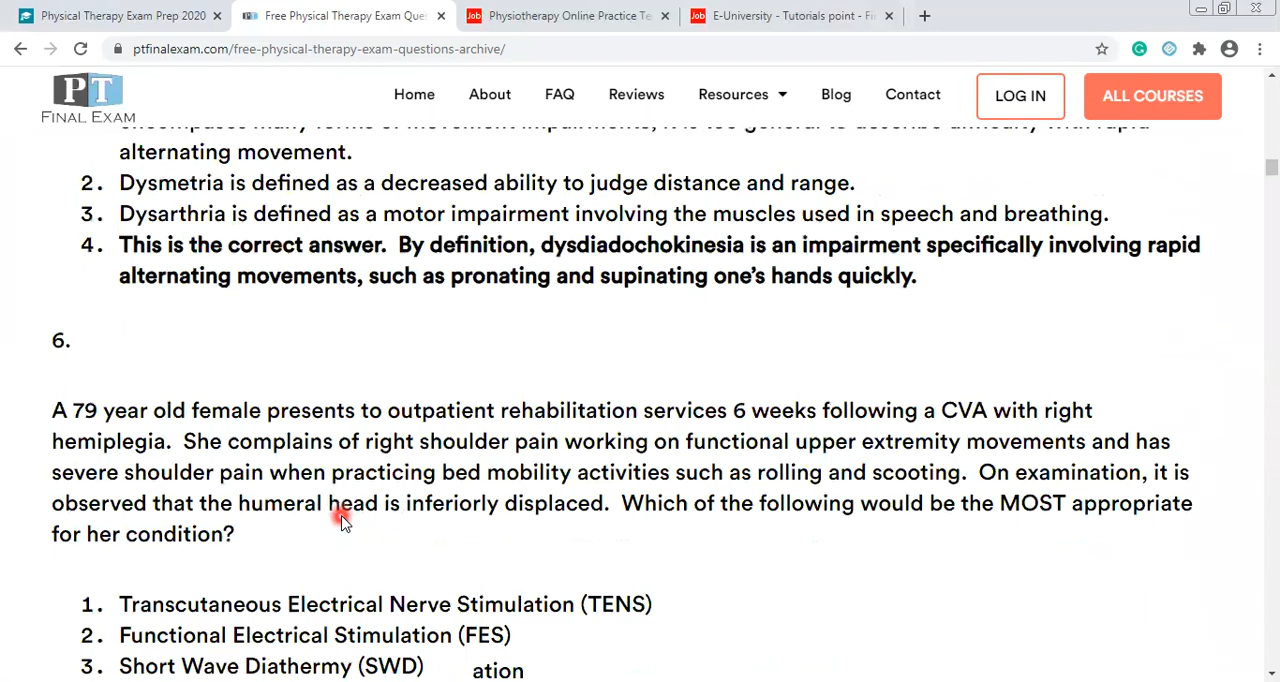 Physical Therapy Exam Prep 2020
Free Physical Therapy Exam Que
Physiotherapy Online Practice Te
E-University - Tutorials point - Fr
ptfinalexam.com/free-physical-therapy-exam-questions-archive/
PT
FINAL EXAM
Home About FAQ Reviews Resources Blog Contact LOG IN ALL COURSES
alternating movement.
2. Dysmetria is defined as a decreased ability to judge distance and range.
3. Dysarthria is defined as a motor impairment involving the muscles used in speech and breathing.
4. This is the correct answer. By definition, dysdiadochokinesia is an impairment specifically involving rapid
alternating movements, such as pronating and supinating one’s hands quickly.
6.
A 79 year old female presents to outpatient rehabilitation services 6 weeks following a CVA with right
hemiplegia. She complains of right shoulder pain working on functional upper extremity movements and has
severe shoulder pain when practicing bed mobility activities such as rolling and scooting. On examination, it is
observed that the humeral head is inferiorly displaced. Which of the following would be the MOST appropriate
for her condition?
1. Transcutaneous Electrical Nerve Stimulation (TENS)
2. Functional Electrical Stimulation (FES)
3. Short Wave Diathermy (SWD)
ation